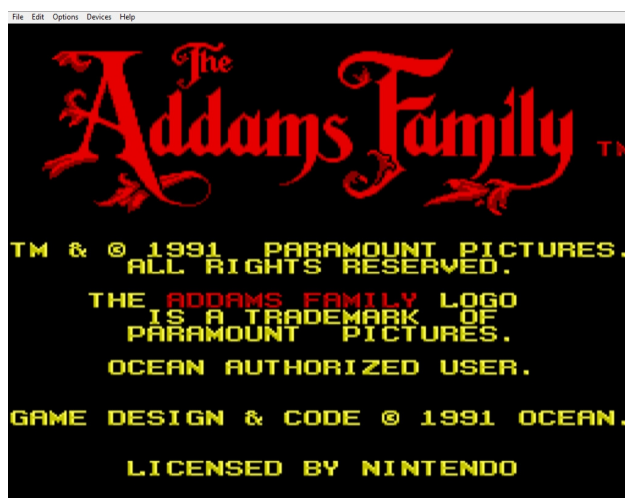 File Edit Options Devices Help
The
Addams Family TM
TM & © 1991 PARAMOUNT PICTURES.
ALL RIGHTS RESERVED.
THE ADDAMS FAMILY LOGO
IS A TRADEMARK OF
PARAMOUNT PICTURES.
OCEAN AUTHORIZED USER.
GAME DESIGN & CODE © 1991 OCEAN.
LICENSED BY NINTENDO